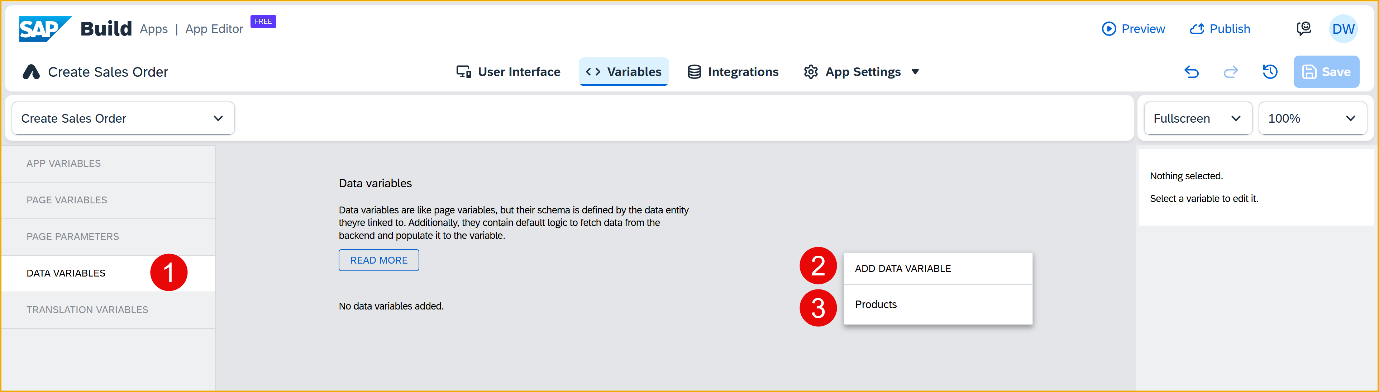 SAP Build Apps | App Editor FREE
Preview Publish DW
Create Sales Order User Interface <> Variables Integrations App Settings Save
Create Sales Order Fullscreen 100%
APP VARIABLES
PAGE VARIABLES
PAGE PARAMETERS
DATA VARIABLES 1
TRANSLATION VARIABLES
Data variables
Data variables are like page variables, but their schema is defined by the data entity
theyre linked to. Additionally, they contain default logic to fetch data from the
backend and populate it to the variable.
READ MORE
No data variables added.
2 ADD DATA VARIABLE
3 Products
Nothing selected.
Select a variable to edit it.